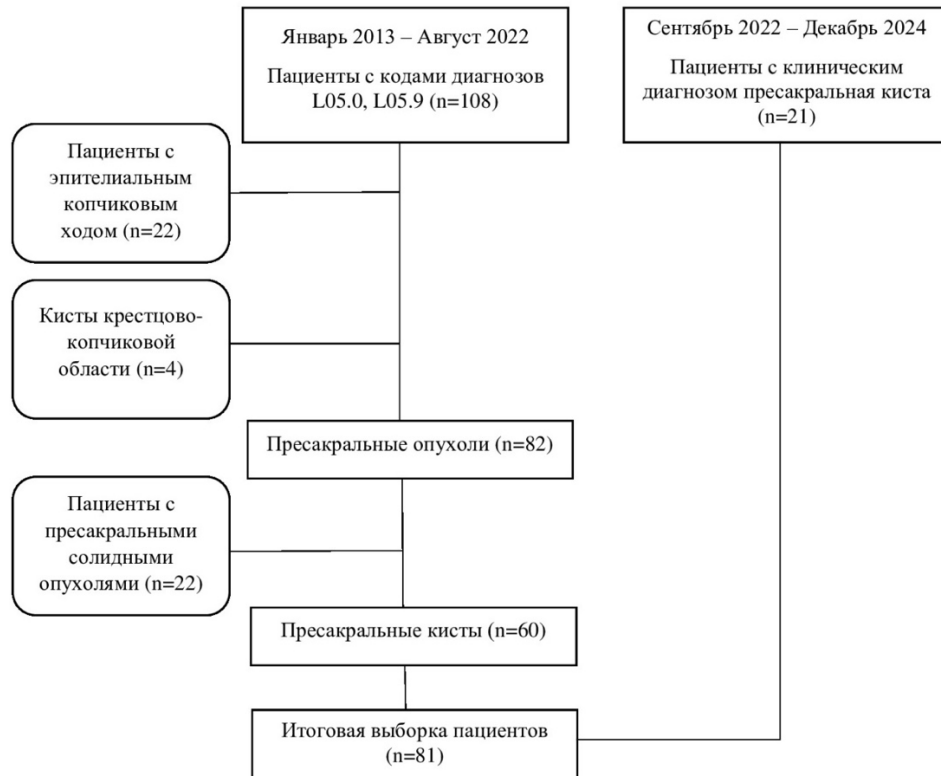 Январь 2013 – Август 2022
Пациенты с кодами диагнозов
L05.0, L05.9 (n=108)
Сентябрь 2022 – Декабрь 2024
Пациенты с клиническим
диагнозом пресакральная киста
(n=21)
Пациенты с
эпителиальным
копчиковым
ходом (n=22)
Кисты крестцово-
копчиковой
области (n=4)
Пресакральные опухоли (n=82)
Пациенты с
пресакральными
солидными
опухолями (n=22)
Пресакральные кисты (n=60)
Итоговая выборка пациентов
(n=81)